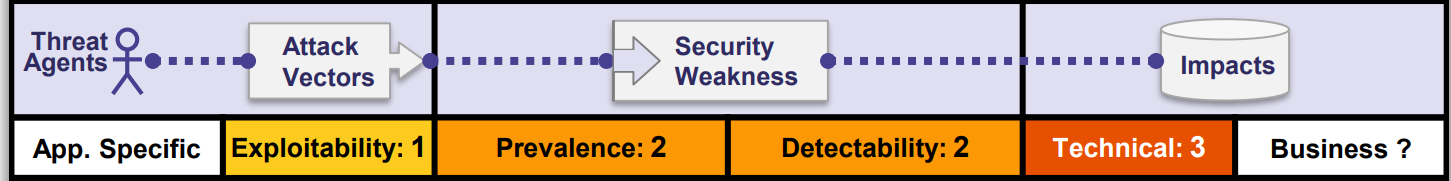 Threat
Agents
Attack
Vectors
Security
Weakness
Impacts
App. Specific
Exploitability: 1
Prevalence: 2
Detectability: 2
Technical: 3
Business ?